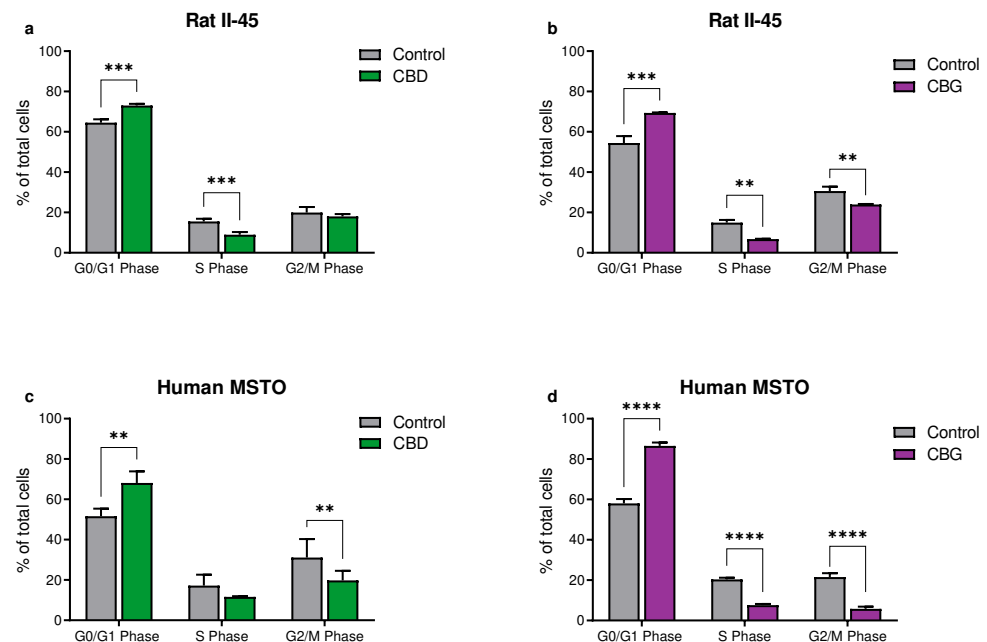 a
Rat II-45
% of total cells
100
80
60
40
20
0
***
***
G0/G1 Phase
S Phase
G2/M Phase
Control
CBD
b
Rat II-45
% of total cells
100
80
60
40
20
0
***
**
**
G0/G1 Phase
S Phase
G2/M Phase
Control
CBG
c
Human MSTO
% of total cells
100
80
60
40
20
0
**
**
G0/G1 Phase
S Phase
G2/M Phase
Control
CBD
d
Human MSTO
% of total cells
100
80
60
40
20
0
****
****
****
G0/G1 Phase
S Phase
G2/M Phase
Control
CBG